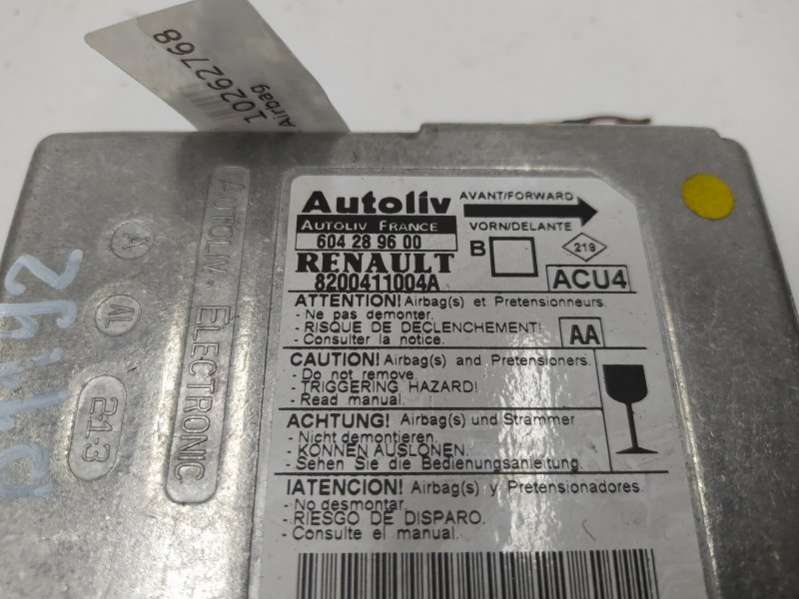 10262768
Airbag
AUTOLIV. ELECTRONIC
A
21.3
Autoliv
AUTOLIV FRANCE
604 28 96 00
RENAULT
8200411004A
AVANT/FORWARD
VORN/DELANTE
B
219
ACU4
ATTENTION! Airbag(s) et Pretensionneurs.
- Ne pas demonter.
- RISQUE DE DECLENCHEMENT!
- Consulter la notice.
AA
CAUTION! Airbag(s) and Pretensioners.
- Do not remove.
- TRIGGERING HAZARD!
- Read manual.
ACHTUNG! Airbag(s) und Strammer
- Nicht demontieren.
- KONNEN AUSLONEN.
- Sehen Sie die Bedienungsanleitung.
¡ATENCION! Airbag(s) y Pretensionadores.
- No desmontar.
- RIESGO DE DISPARO.
- Consulte el manual.